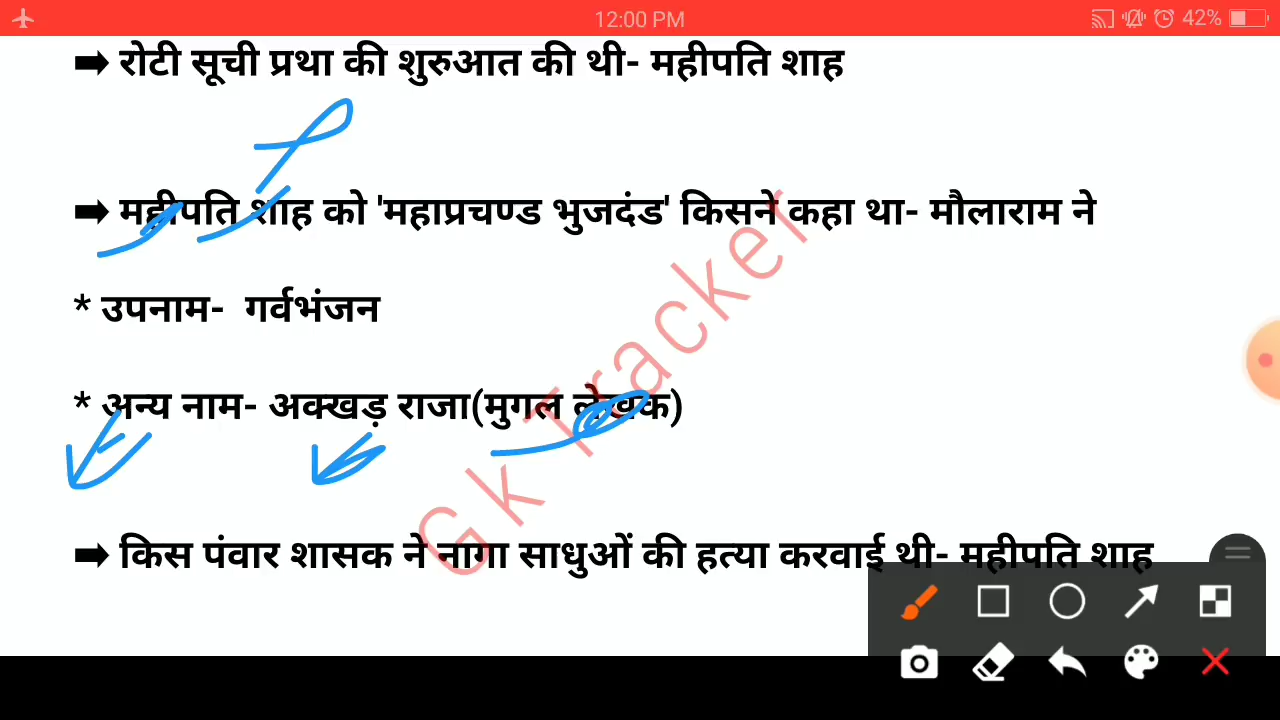 12:00 PM
42%
➡ रोटी सूची प्रथा की शुरुआत की थी- महीपति शाह
➡ महीपति शाह को 'महाप्रचण्ड भुजदंड' किसने कहा था- मौलाराम ने
* उपनाम- गर्वभंजन
* अन्य नाम- अक्खड़ राजा(मुगल लेखक)
➡ किस पंवार शासक ने नागा साधुओं की हत्या करवाई थी- महीपति शाह
Gk Tracker